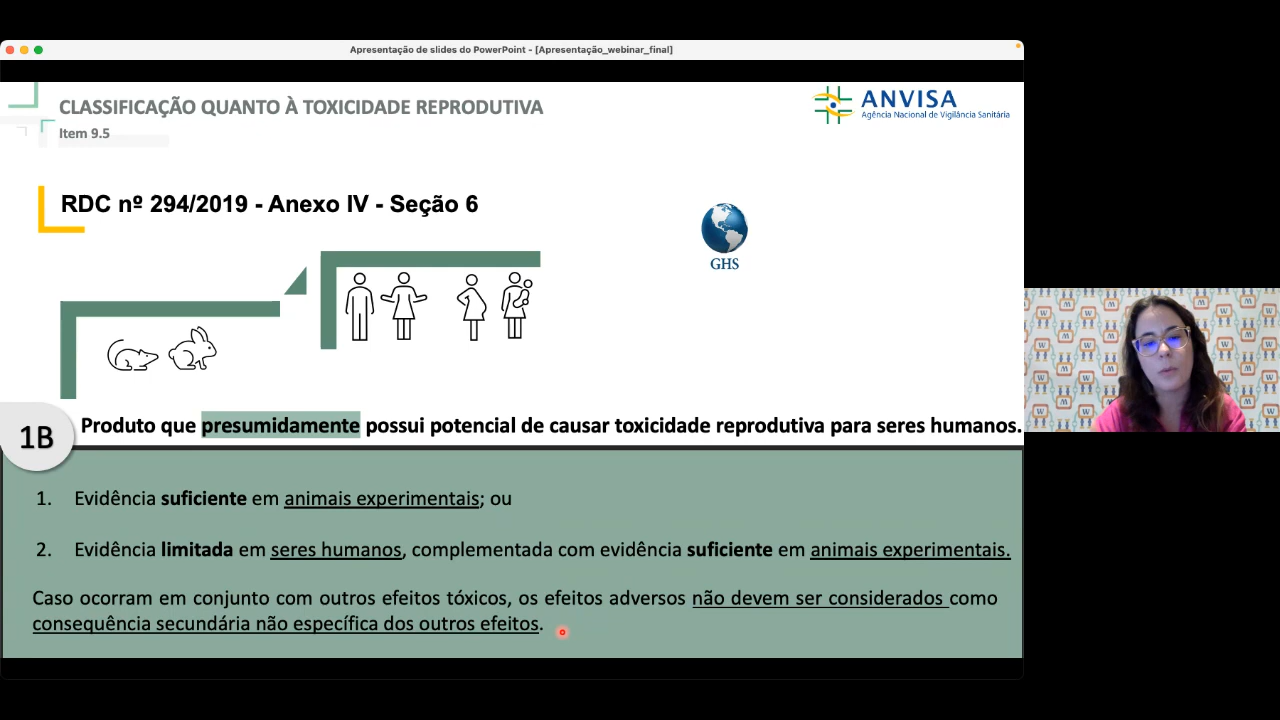 Apresentação de slides do PowerPoint - [Apresentação_webinar_final]
CLASSIFICAÇÃO QUANTO À TOXICIDADE REPRODUTIVA
Item 9.5
ANVISA
Agência Nacional de Vigilância Sanitária
RDC nº 294/2019 - Anexo IV - Seção 6
GHS
1B
Produto que presumidamente possui potencial de causar toxicidade reprodutiva para seres humanos.
1. Evidência suficiente em animais experimentais; ou
2. Evidência limitada em seres humanos, complementada com evidência suficiente em animais experimentais.
Caso ocorram em conjunto com outros efeitos tóxicos, os efeitos adversos não devem ser considerados como
consequência secundária não específica dos outros efeitos.